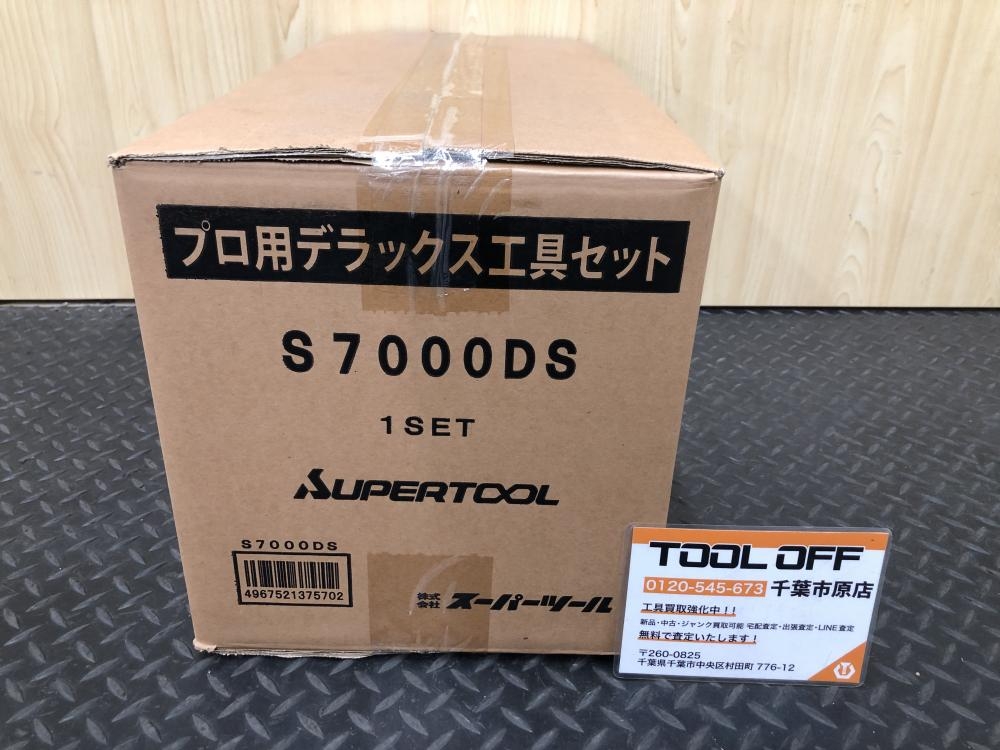 プロ用デラックス工具セット
S7000DS
1SET
SUPERTOOL
S7000DS
4967521375702
株式会社 スーパーツール
TOOL OFF
0120-545-673 千葉市原店
工具買取強化中!!
新品・中古・ジャンク買取可能 宅配査定・出張査定・LINE査定
無料で査定いたします!
〒260-0825
千葉県千葉市中央区村田町 776-12